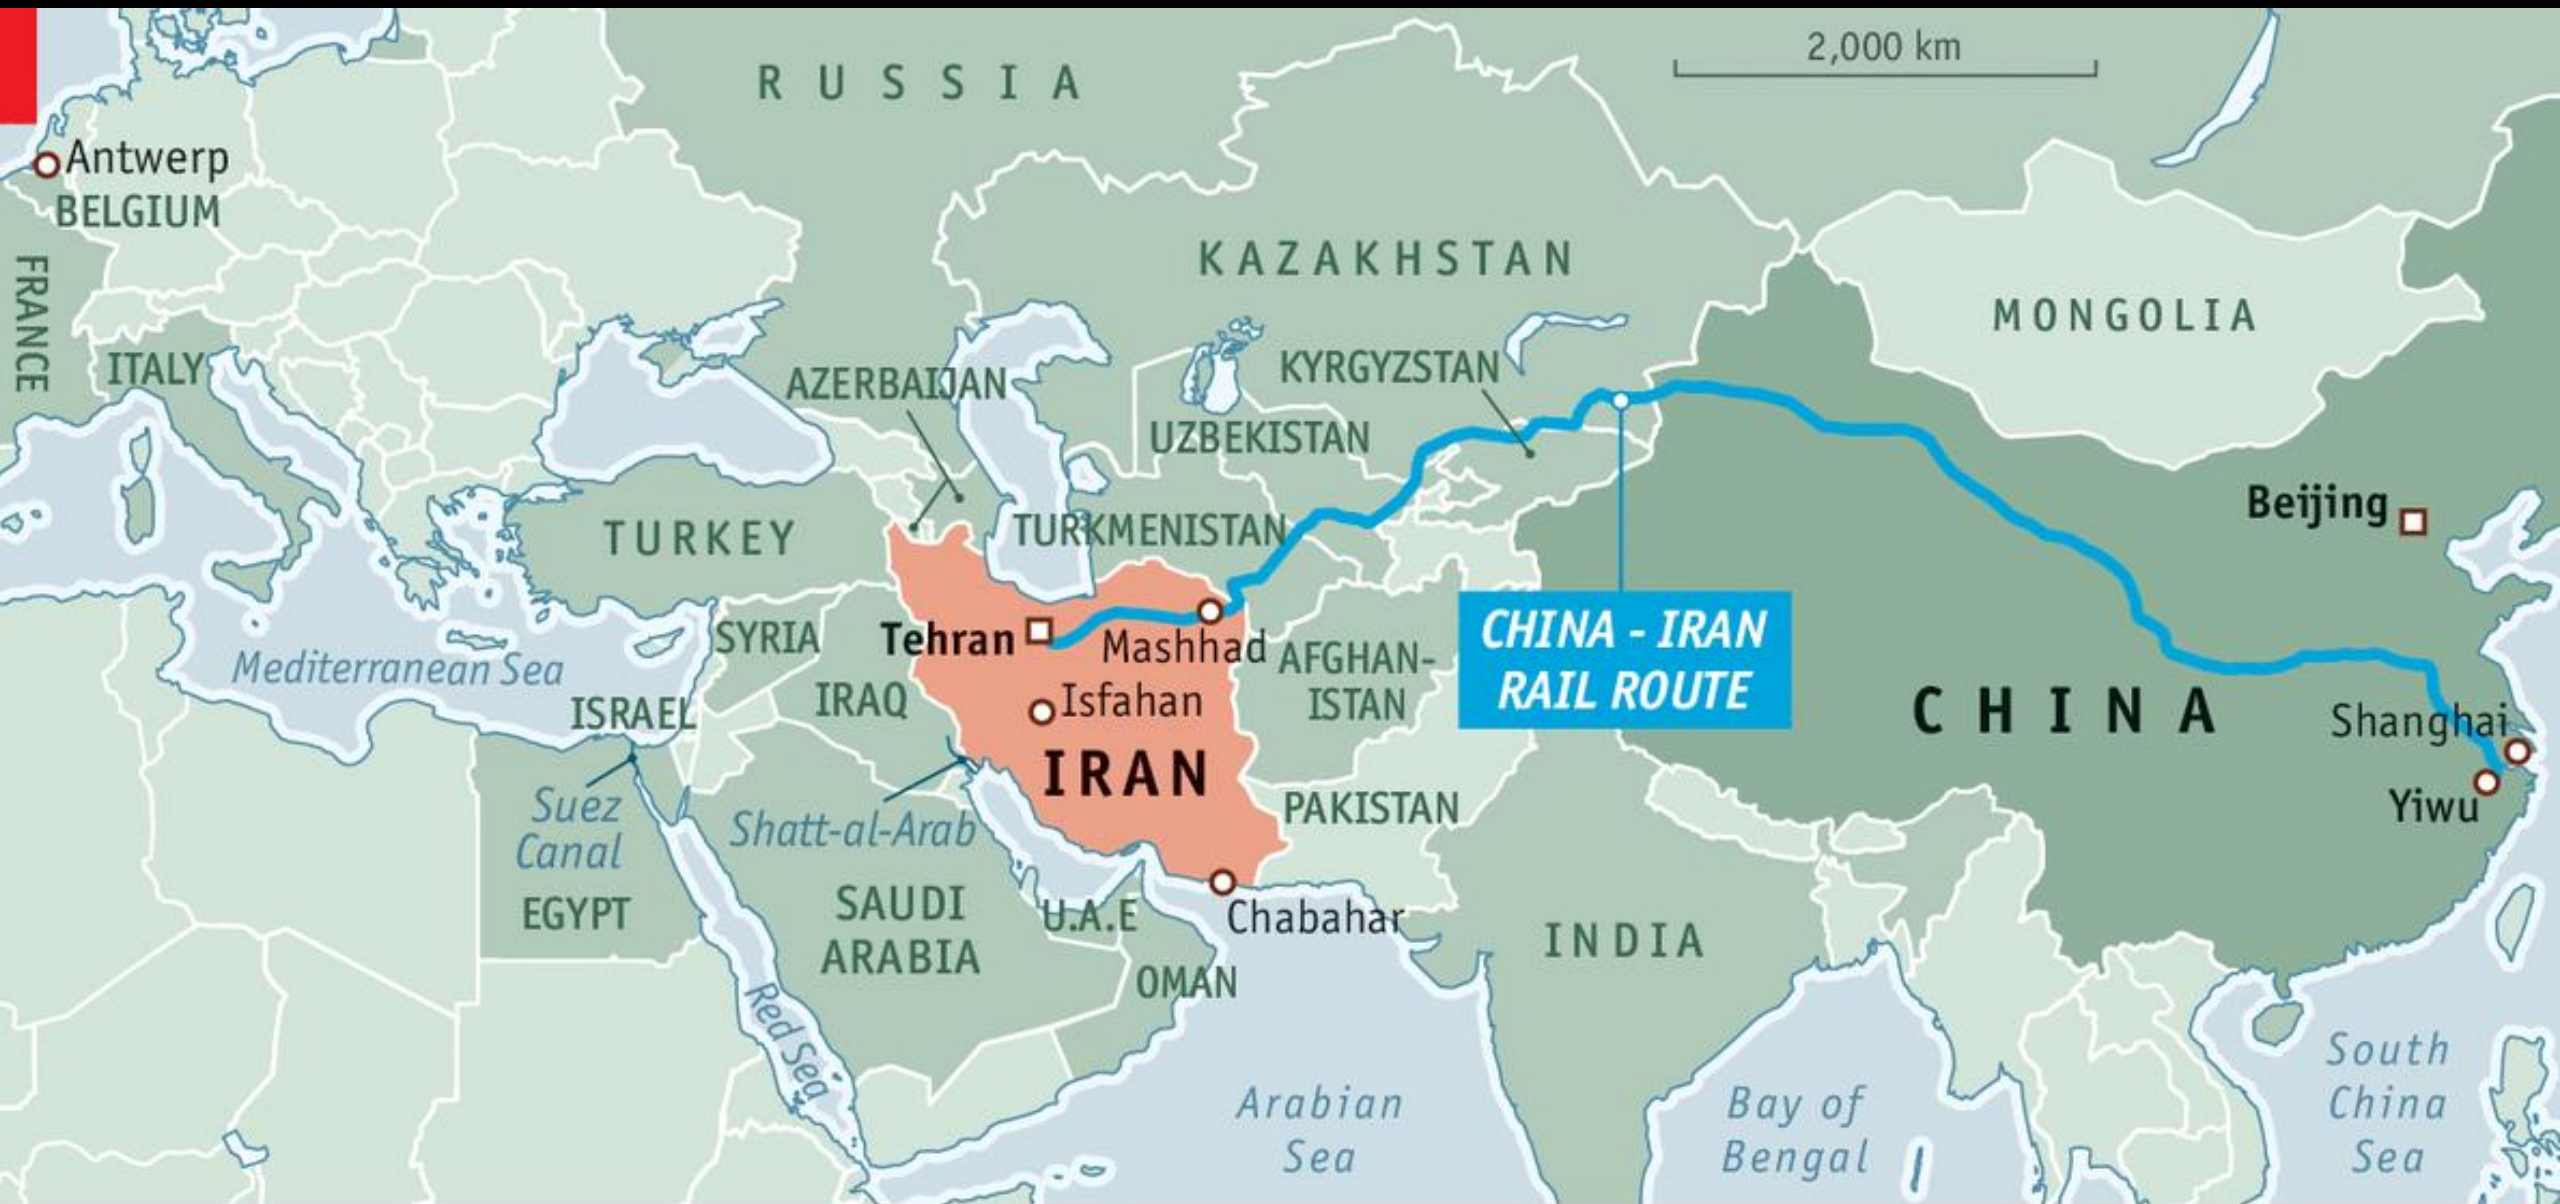 2,000 km
RUSSIA
Antwerp
BELGIUM
FRANCE
KAZAKHSTAN
MONGOLIA
ITALY
AZERBAIJAN
KYRGYZSTAN
UZBEKISTAN
Beijing
TURKEY
TURKMENISTAN
SYRIA
Tehran
Mashhad
AFGHAN-
ISTAN
CHINA - IRAN
RAIL ROUTE
Mediterranean Sea
ISRAEL
IRAQ
Isfahan
CHINA
Shanghai
IRAN
Yiwu
Suez
Canal
Shatt-al-Arab
PAKISTAN
EGYPT
SAUDI
ARABIA
U.A.E
Chabahar
INDIA
OMAN
Red Sea
Arabian
Sea
Bay of
Bengal
South
China
Sea